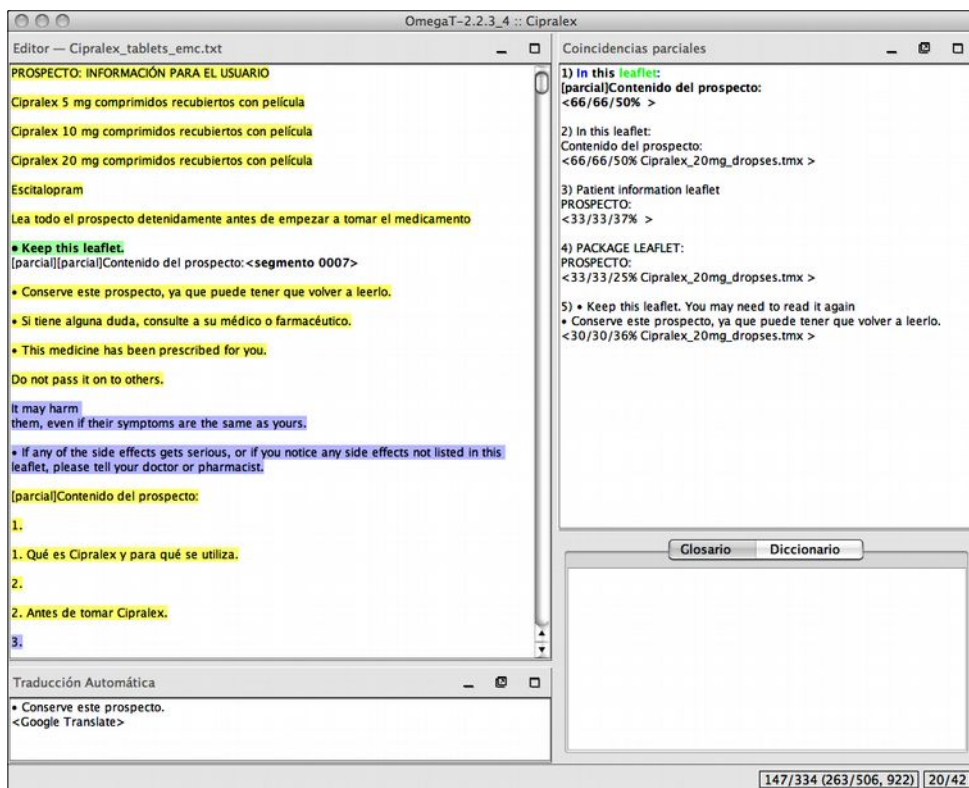 OmegaT-2.2.3_4 :: Cipralex
Editor — Cipralex_tablets_emc.txt
PROSPECTO: INFORMACIÓN PARA EL USUARIO
Cipralex 5 mg comprimidos recubiertos con película
Cipralex 10 mg comprimidos recubiertos con película
Cipralex 20 mg comprimidos recubiertos con película
Escitalopram
Lea todo el prospecto detenidamente antes de empezar a tomar el medicamento
• Keep this leaflet.
[parcial][parcial]Contenido del prospecto:<segmento 0007>
• Conserve este prospecto, ya que puede tener que volver a leerlo.
• Si tiene alguna duda, consulte a su médico o farmacéutico.
• This medicine has been prescribed for you.
Do not pass it on to others.
It may harm
them, even if their symptoms are the same as yours.
• If any of the side effects gets serious, or if you notice any side effects not listed in this
leaflet, please tell your doctor or pharmacist.
[parcial]Contenido del prospecto:
1.
1. Qué es Cipralex y para qué se utiliza.
2.
2. Antes de tomar Cipralex.
3.
Traducción Automática
• Conserve este prospecto.
<Google Translate>
Coincidencias parciales
1) In this leaflet:
[parcial]Contenido del prospecto:
<66/66/50% >
2) In this leaflet:
Contenido del prospecto:
<66/66/50% Cipralex_20mg_dropses.tmx >
3) Patient information leaflet
PROSPECTO:
<33/33/37% >
4) PACKAGE LEAFLET:
PROSPECTO:
<33/33/25% Cipralex_20mg_dropses.tmx >
5) • Keep this leaflet. You may need to read it again
• Conserve este prospecto, ya que puede tener que volver a leerlo.
<30/30/36% Cipralex_20mg_dropses.tmx >
Glosario Diccionario
147/334 (263/506, 922) 20/42